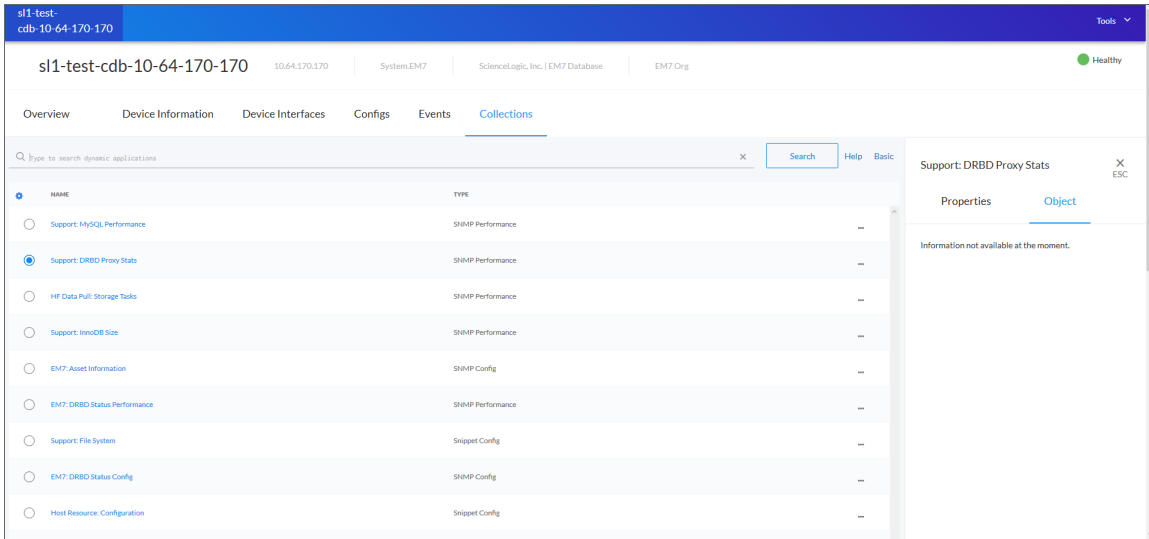 sl1-test-
cdb-10-64-170-170
Tools
sl1-test-cdb-10-64-170-170 10.64.170.170 System.EM7 ScienceLogic, Inc. | EM7 Database EM7 Org Healthy
Overview Device Information Device Interfaces Configs Events Collections
Type to search dynamic applications Search Help Basic
Support: DRBD Proxy Stats
ESC
Properties Object
Information not available at the moment.
NAME TYPE
Support: MySQL Performance SNMP Performance
Support: DRBD Proxy Stats SNMP Performance
HF Data Pull: Storage Tasks SNMP Performance
Support: InnoDB Size SNMP Performance
EM7: Asset Information SNMP Config
EM7: DRBD Status Performance SNMP Performance
Support: File System Snippet Config
EM7: DRBD Status Config SNMP Config
Host Resource: Configuration Snippet Config